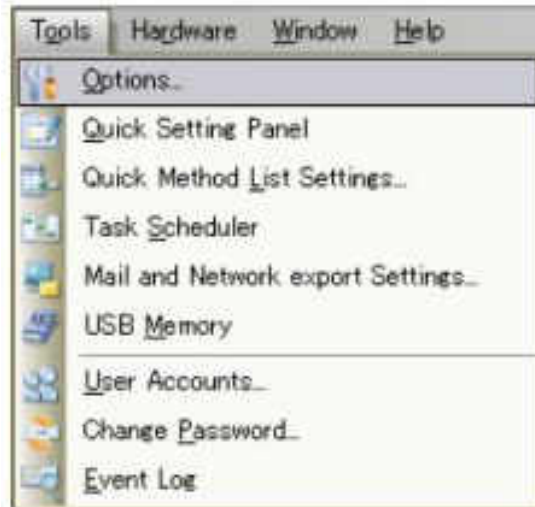 Tools Hardware Window Help
Options...
Quick Setting Panel
Quick Method List Settings...
Task Scheduler
Mail and Network export Settings...
USB Memory
User Accounts...
Change Password...
Event Log